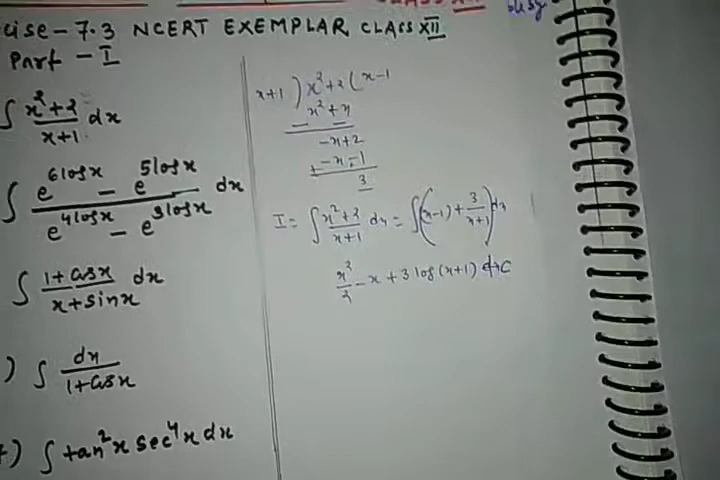 cise - 7.3 NCERT EXEMPLAR CLASS XII
Part - I
∫ x²+2/x+1 dx
∫ e^6logx - e^5logx / e^4logx - e^3logx dx
∫ 1+cosx/x+sinx dx
) ∫ dx/1+cosx
) ∫ tan²x sec⁴x dx
x+1 ) x²+2 ( x-1
x²+x
- -
-x+2
-x-1
+ +
3
I = ∫ x²+2/x+1 dx = ∫ ((x-1) + 3/x+1) dx
x²/2 - x + 3 log(x+1) + C